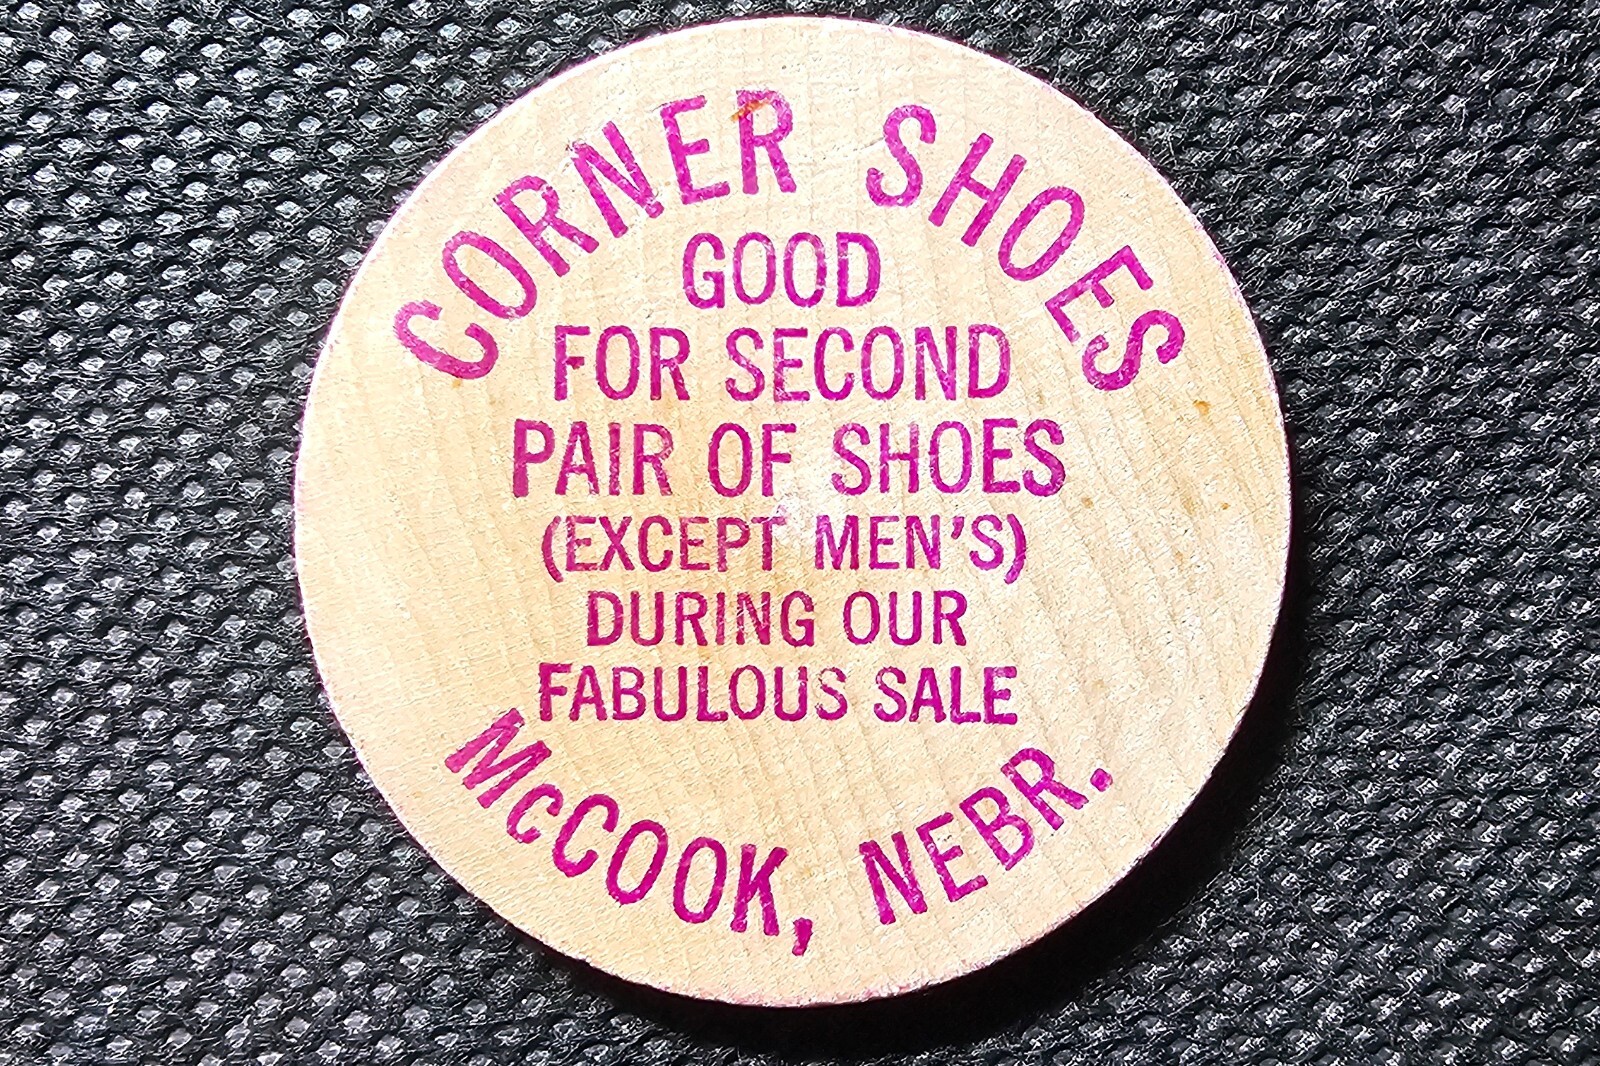 CORNER SHOES
GOOD
FOR SECOND
PAIR OF SHOES
(EXCEPT MEN'S)
DURING OUR
FABULOUS SALE
McCOOK, NEBR.